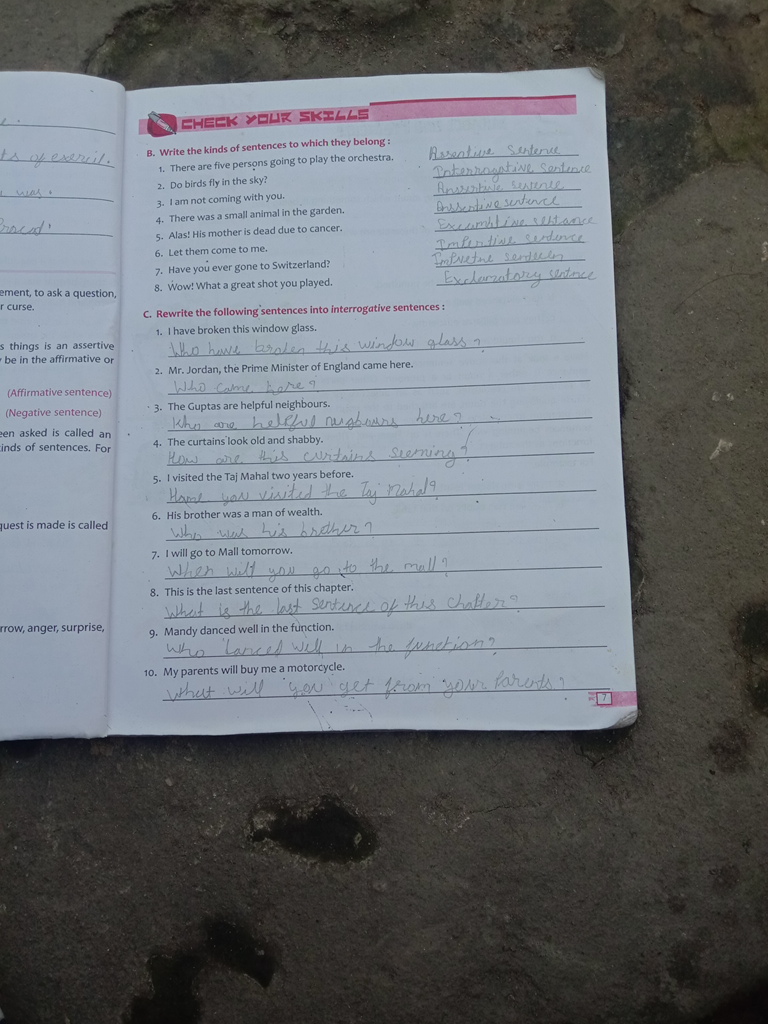 ts of exercil.
was.
ement, to ask a question,
r curse.
s things is an assertive
be in the affirmative or
(Affirmative sentence)
(Negative sentence)
een asked is called an
kinds of sentences. For
quest is made is called
rrow, anger, surprise,
CHECK YOUR SKILLS
B. Write the kinds of sentences to which they belong :
1. There are five persons going to play the orchestra. Assertive Sentence
2. Do birds fly in the sky? Interrogative Sentence
3. I am not coming with you. sentence
4. There was a small animal in the garden. Assertive sentence
5. Alas! His mother is dead due to cancer. sentence
6. Let them come to me. sentence
7. Have you ever gone to Switzerland?
8. Wow! What a great shot you played. Exclamatory sentence
C. Rewrite the following sentences into interrogative sentences :
1. I have broken this window glass.
Who have broken this window glass?
2. Mr. Jordan, the Prime Minister of England came here.
Who came here?
3. The Guptas are helpful neighbours.
Who are helpful neighbours here?
4. The curtains look old and shabby.
How are this curtains seeming?
5. I visited the Taj Mahal two years before.
you visited the Taj Mahal?
6. His brother was a man of wealth.
Who was his brother?
7. I will go to Mall tomorrow.
When will you go to the mall?
8. This is the last sentence of this chapter.
What is the last Sentence of this Chapter?
9. Mandy danced well in the function.
Who danced well in the function?
10. My parents will buy me a motorcycle.
What will you get from your Parents?
7